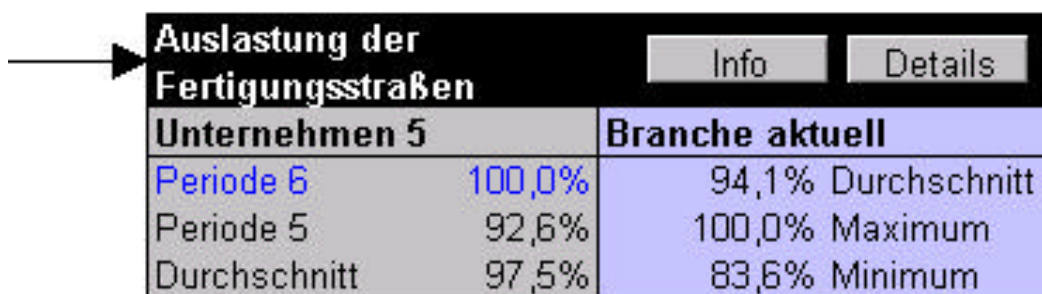 Auslastung der
Fertigungsstraßen
Info Details
Unternehmen 5 Branche aktuell
Periode 6 100,0% 94,1% Durchschnitt
Periode 5 92,6% 100,0% Maximum
Durchschnitt 97,5% 83,6% Minimum